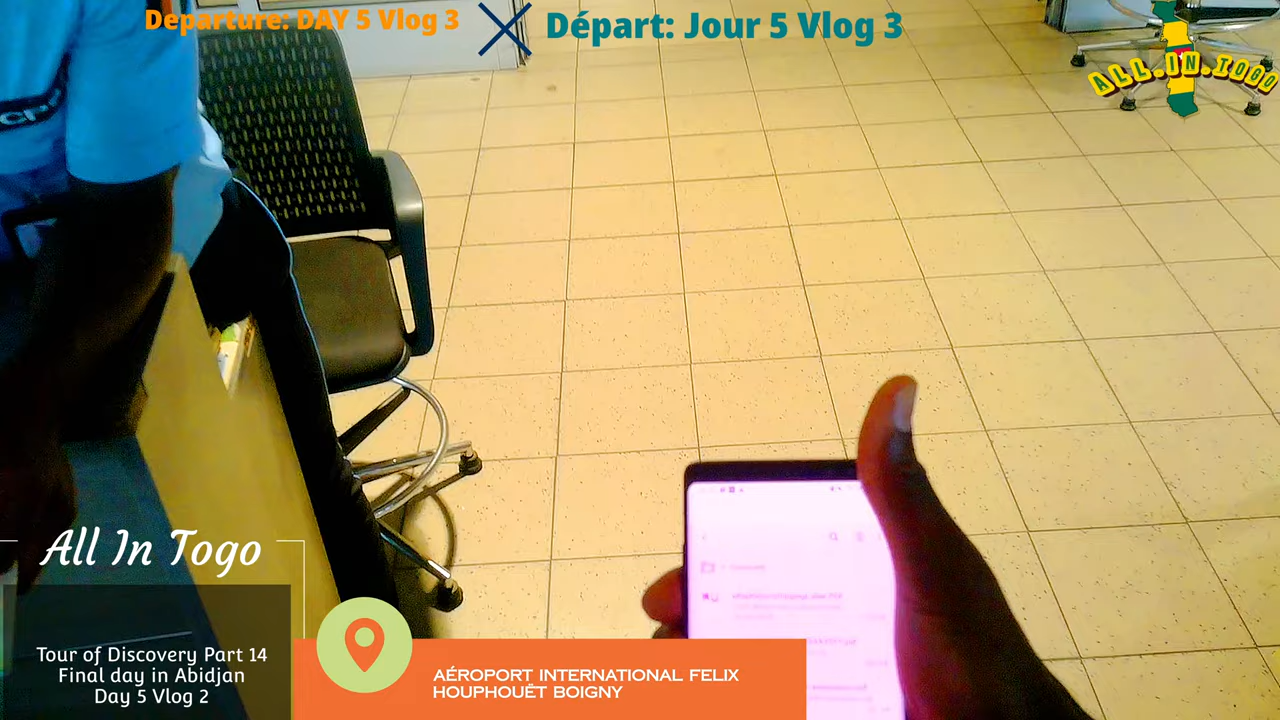 Departure: DAY 5 Vlog 3
Départ: Jour 5 Vlog 3
ALL.IN.TOGO
All In Togo
Tour of Discovery Part 14
Final day in Abidjan
Day 5 Vlog 2
AÉROPORT INTERNATIONAL FELIX
HOUPHOUËT BOIGNY